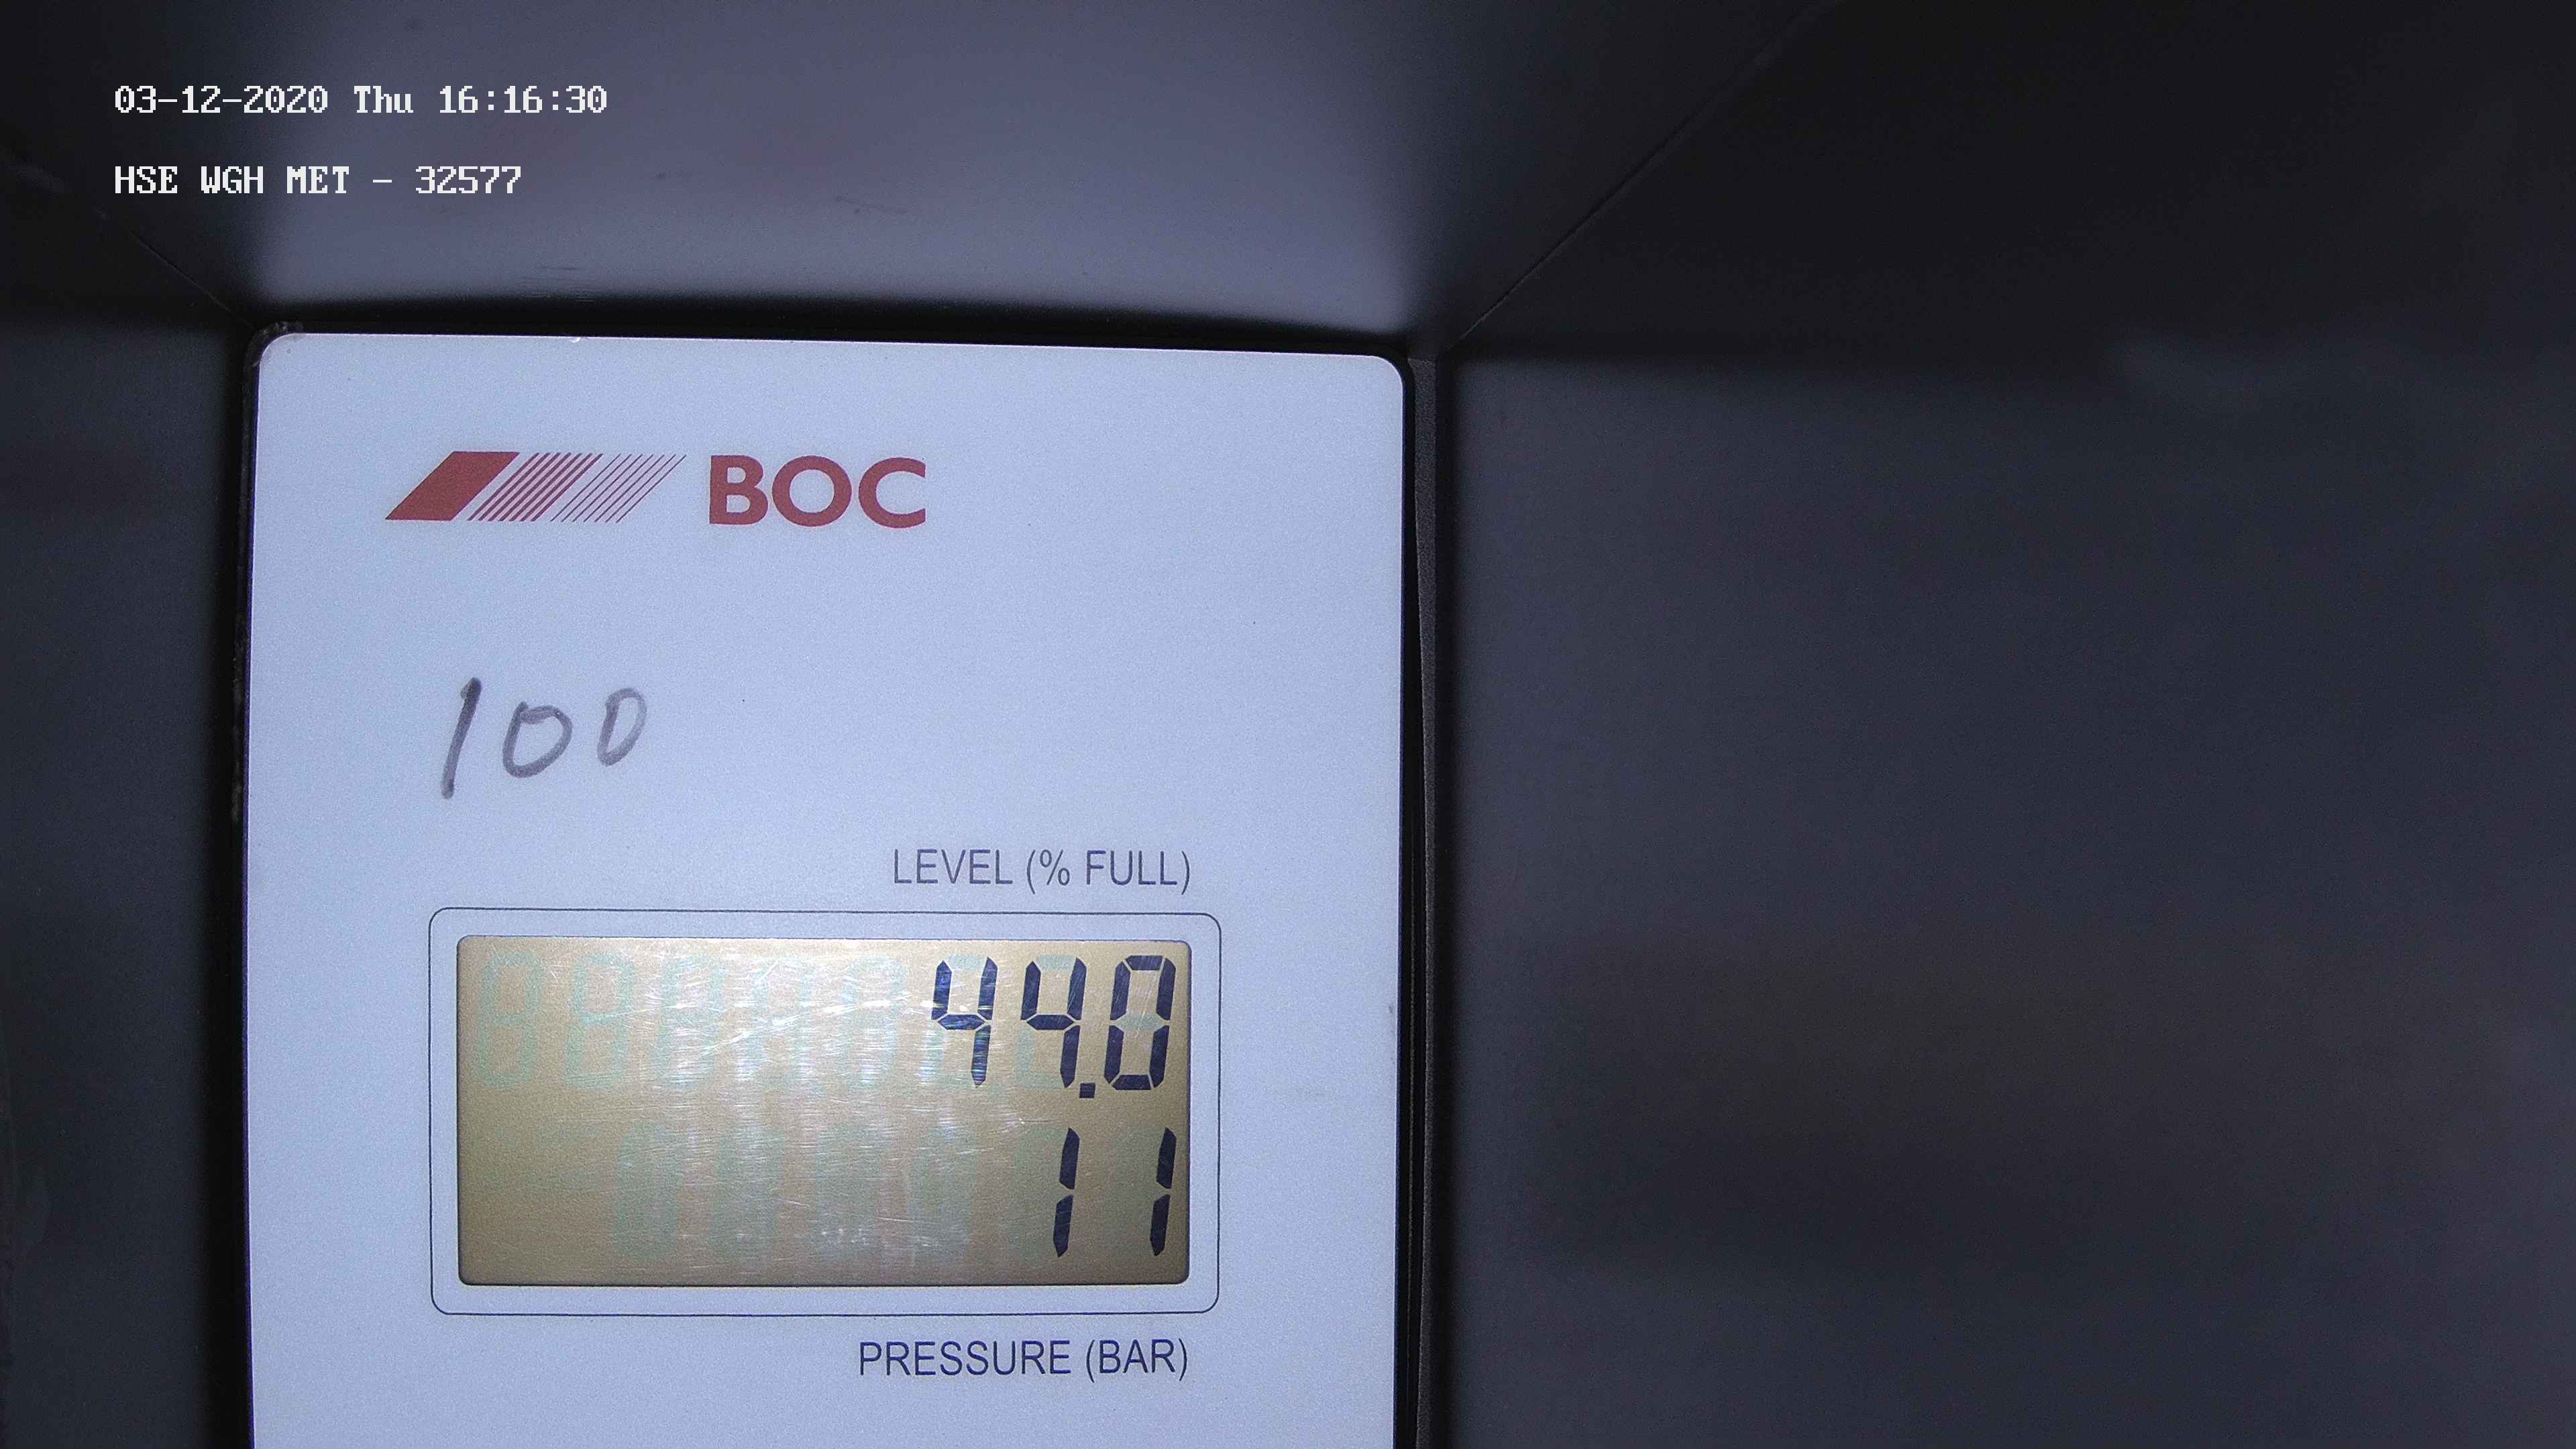 03-12-2020 Thu 16:16:30
HSE WGH MET - 32577
BOC
100
LEVEL (% FULL)
44.0
11
PRESSURE (BAR)